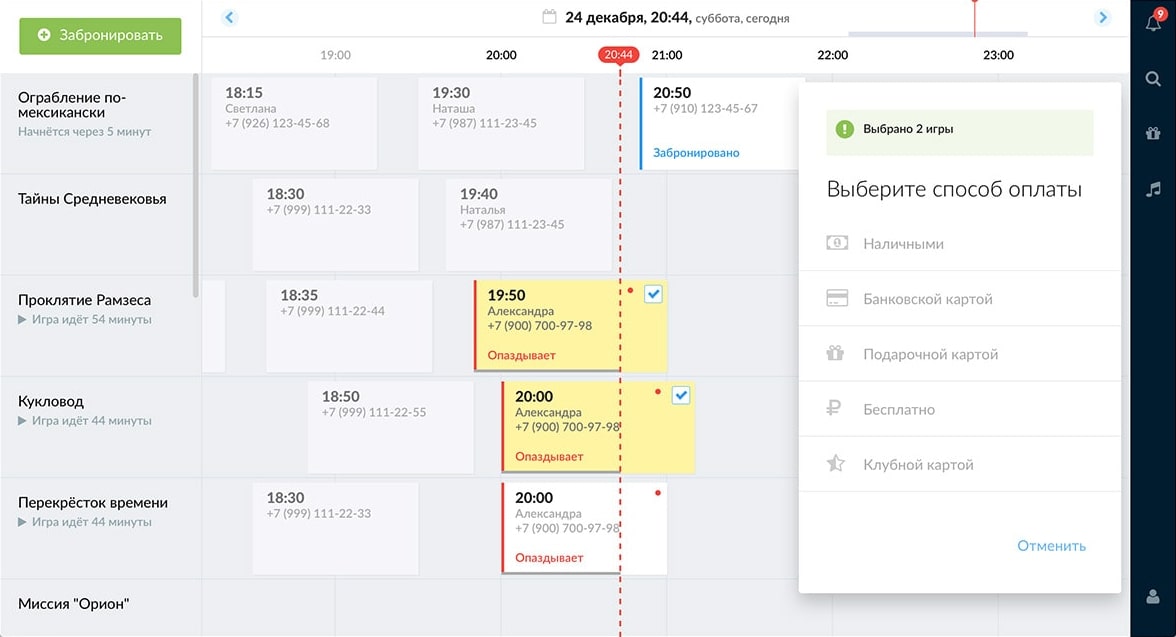 Забронировать
24 декабря, 20:44, суббота, сегодня
9
19:00
20:00
20:44
21:00
22:00
23:00
Ограбление по-
мексикански
Начнётся через 5 минут
18:15
Светлана
+7 (926) 123-45-68
19:30
Наташа
+7 (987) 111-23-45
20:50
+7 (910) 123-45-67
Забронировано
Тайны Средневековья
18:30
+7 (999) 111-22-33
19:40
Наталья
+7 (987) 111-23-45
Проклятие Рамзеса
Игра идёт 54 минуты
18:35
+7 (999) 111-22-44
19:50
Александра
+7 (900) 700-97-98
Опаздывает
Кукловод
Игра идёт 44 минуты
18:50
+7 (999) 111-22-55
20:00
Александра
+7 (900) 700-97-98
Опаздывает
Перекрёсток времени
Игра идёт 44 минуты
18:30
+7 (999) 111-22-33
20:00
Александра
+7 (900) 700-97-98
Опаздывает
Миссия "Орион"
Выбрано 2 игры
Выберите способ оплаты
Наличными
Банковской картой
Подарочной картой
Бесплатно
Клубной картой
Отменить